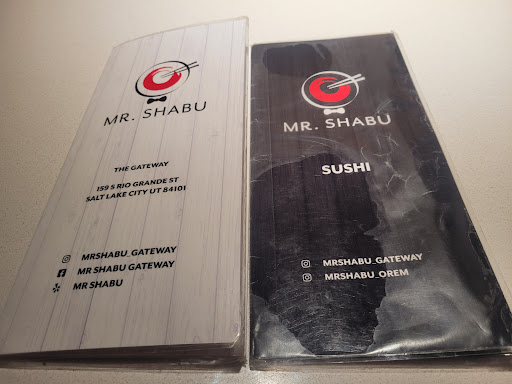 MR. SHABU
THE GATEWAY
159 S RIO GRANDE ST
SALT LAKE CITY UT 84101
MRSHABU_GATEWAY
MR SHABU GATEWAY
MR SHABU
MR. SHABU
SUSHI
MRSHABU_GATEWAY
MRSHABU_OREM